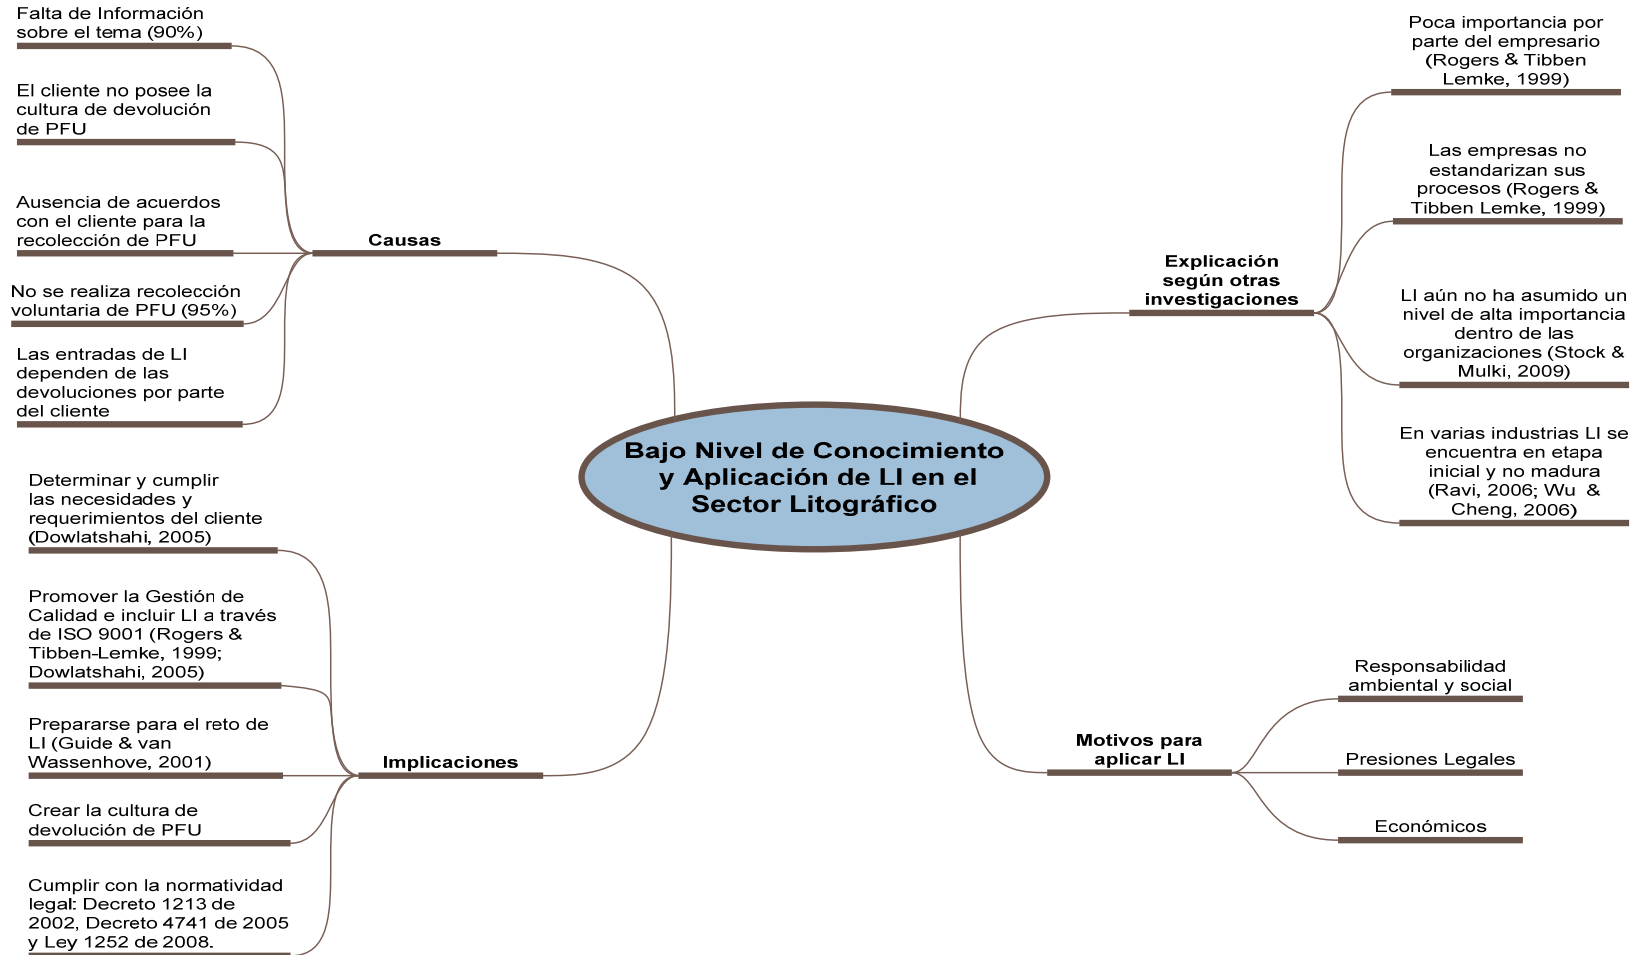 Falta de Información
sobre el tema (90%)
El cliente no posee la
cultura de devolución
de PFU
Ausencia de acuerdos
con el cliente para la
recolección de PFU
No se realiza recolección
voluntaria de PFU (95%)
Las entradas de LI
dependen de las
devoluciones por parte
del cliente
Causas
Poca importancia por
parte del empresario
(Rogers & Tibben
Lemke, 1999)
Las empresas no
estandarizan sus
procesos (Rogers &
Tibben Lemke, 1999)
LI aún no ha asumido un
nivel de alta importancia
dentro de las
organizaciones (Stock &
Mulki, 2009)
En varias industrias LI se
encuentra en etapa
inicial y no madura
(Ravi, 2006; Wu & 
Cheng, 2006)
Explicación
según otras
investigaciones
Bajo Nivel de Conocimiento
y Aplicación de LI en el
Sector Litográfico
Determinar y cumplir
las necesidades y
requerimientos del cliente
(Dowlatshahi, 2005)
Promover la Gestión de
Calidad e incluir LI a través
de ISO 9001 (Rogers &
Tibben-Lemke, 1999;
Dowlatshahi, 2005)
Prepararse para el reto de
LI (Guide & van
Wassenhove, 2001)
Crear la cultura de
devolución de PFU
Cumplir con la normatividad
legal: Decreto 1213 de
2002, Decreto 4741 de 2005
y Ley 1252 de 2008.
Implicaciones
Motivos para
aplicar LI
Responsabilidad
ambiental y social
Presiones Legales
Económicos